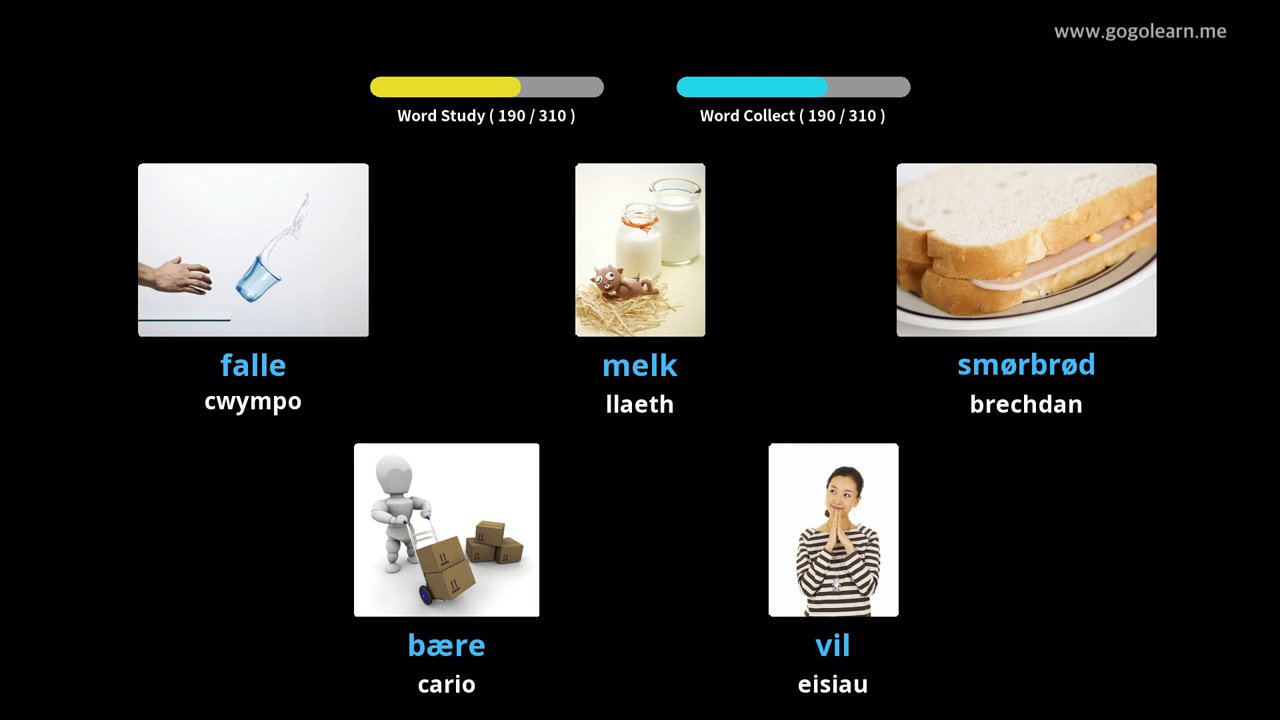 www.gogolearn.me
Word Study ( 190 / 310 )
Word Collect ( 190 / 310 )
falle
cwympo
melk
llaeth
smørbrød
brechdan
bære
cario
vil
eisiau